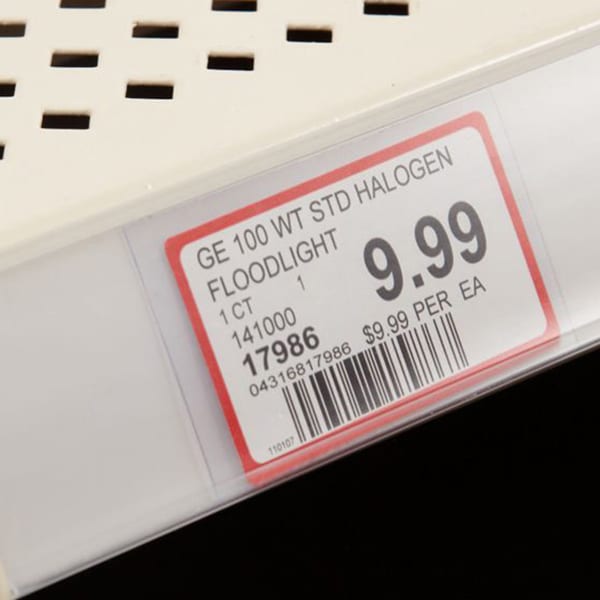 GE 100 WT STD HALOGEN
FLOODLIGHT
9.99
1 CT 1
141000
17986 $9.99 PER EA
04316817986
110107